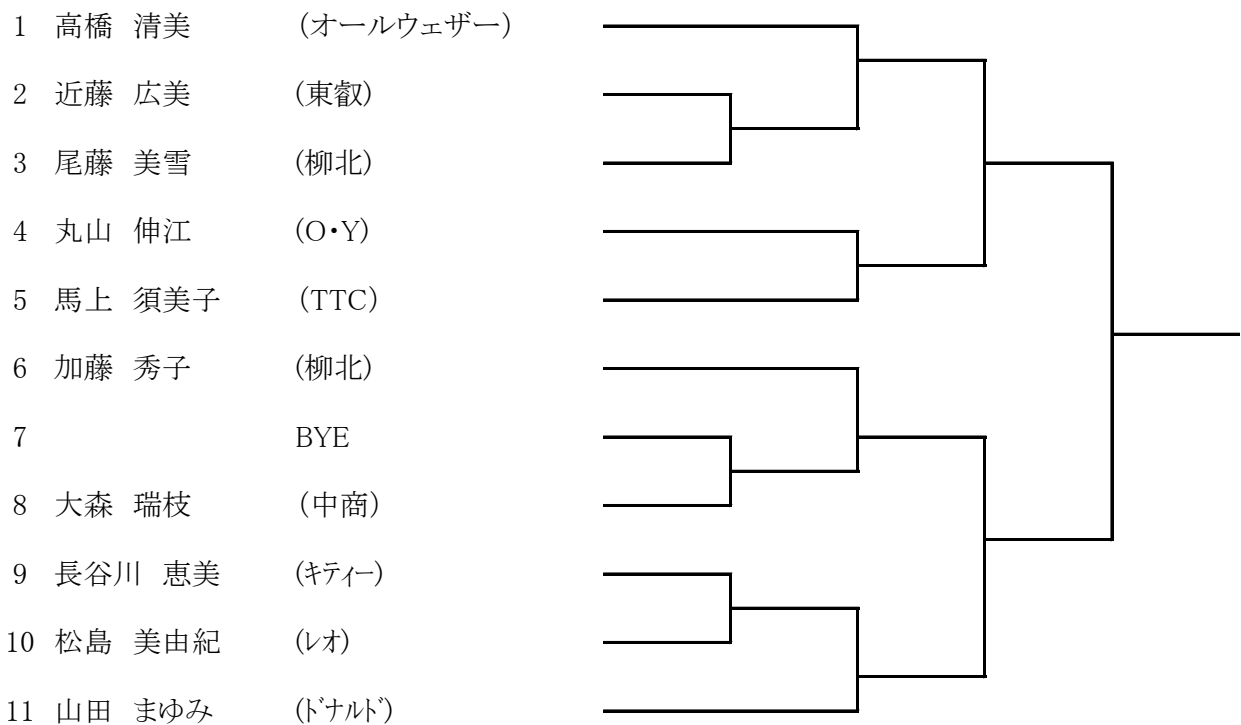 1 高橋 清美 (オールウェザー)
2 近藤 広美 (東叡)
3 尾藤 美雪 (柳北)
4 丸山 伸江 (O・Y)
5 馬上 須美子 (TTC)
6 加藤 秀子 (柳北)
7 BYE
8 大森 瑞枝 (中商)
9 長谷川 恵美 (キティー)
10 松島 美由紀 (レオ)
11 山田 まゆみ (ドナルド)